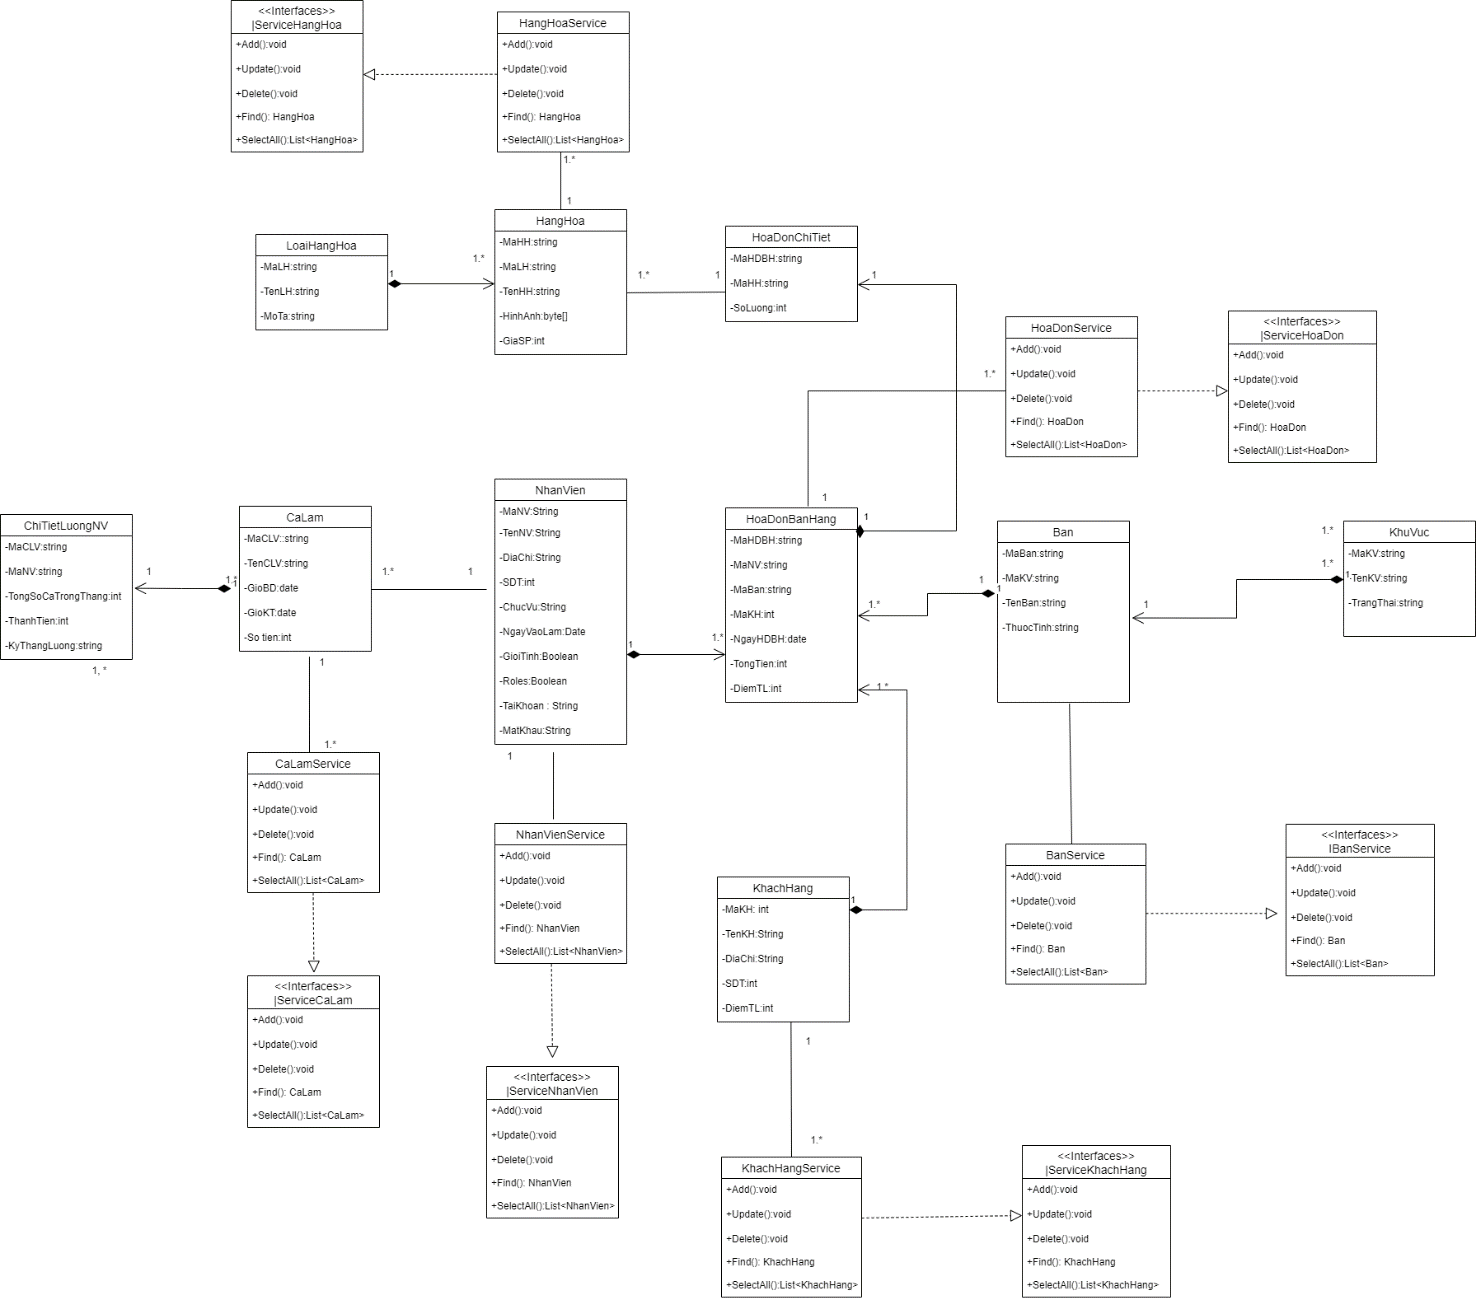 <<Interfaces>>
|ServiceHangHoa
+Add():void
+Update():void
+Delete():void
+Find(): HangHoa
+SelectAll():List<HangHoa>
HangHoaService
+Add():void
+Update():void
+Delete():void
+Find(): HangHoa
+SelectAll():List<HangHoa>
1.*
1
LoaiHangHoa
-MaLH:string
-TenLH:string
-MoTa:string
1
1.*
HangHoa
-MaHH:string
-MaLH:string
-TenHH:string
-HinhAnh:byte[]
-GiaSP:int
1.*
1
HoaDonChiTiet
-MaHDBH:string
-MaHH:string
-SoLuong:int
1
HoaDonService
+Add():void
+Update():void
+Delete():void
+Find(): HoaDon
+SelectAll():List<HoaDon>
1.*
<<Interfaces>>
|ServiceHoaDon
+Add():void
+Update():void
+Delete():void
+Find(): HoaDon
+SelectAll():List<HoaDon>
ChiTietLuongNV
-MaCLV:string
-MaNV:string
-TongSoCaTrongThang:int
-ThanhTien:int
-KyThangLuong:string
1, *
1
1.*
1
CaLam
-MaCLV::string
-TenCLV:string
-GioBD:date
-GioKT:date
-So tien:int
1.*
1
1
1.*
NhanVien
-MaNV:String
-TenNV:String
-DiaChi:String
-SDT:int
-ChucVu:String
-NgayVaoLam:Date
-GioiTinh:Boolean
-Roles:Boolean
-TaiKhoan : String
-MatKhau:String
1
1.*
1
HoaDonBanHang
-MaHDBH:string
-MaNV:string
-MaBan:string
-MaKH:int
-NgayHDBH:date
-TongTien:int
-DiemTL:int
1
1
1.*
1.*
1
1
Ban
-MaBan:string
-MaKV:string
-TenBan:string
-ThuocTinh:string
1
1.*
1.*
1.
KhuVuc
-MaKV:string
-TenKV:string
-TrangThai:string
CaLamService
+Add():void
+Update():void
+Delete():void
+Find(): CaLam
+SelectAll():List<CaLam>
<<Interfaces>>
|ServiceCaLam
+Add():void
+Update():void
+Delete():void
+Find(): CaLam
+SelectAll():List<CaLam>
NhanVienService
+Add():void
+Update():void
+Delete():void
+Find(): NhanVien
+SelectAll():List<NhanVien>
<<Interfaces>>
|ServiceNhanVien
+Add():void
+Update():void
+Delete():void
+Find(): NhanVien
+SelectAll():List<NhanVien>
KhachHang
-MaKH: int
-TenKH:String
-DiaChi:String
-SDT:int
-DiemTL:int
1
1
1.*
BanService
+Add():void
+Update():void
+Delete():void
+Find(): Ban
+SelectAll():List<Ban>
<<Interfaces>>
IBanService
+Add():void
+Update():void
+Delete():void
+Find(): Ban
+SelectAll():List<Ban>
KhachHangService
+Add():void
+Update():void
+Delete():void
+Find(): KhachHang
+SelectAll():List<KhachHang>
<<Interfaces>>
|ServiceKhachHang
+Add():void
+Update():void
+Delete():void
+Find(): KhachHang
+SelectAll():List<KhachHang>